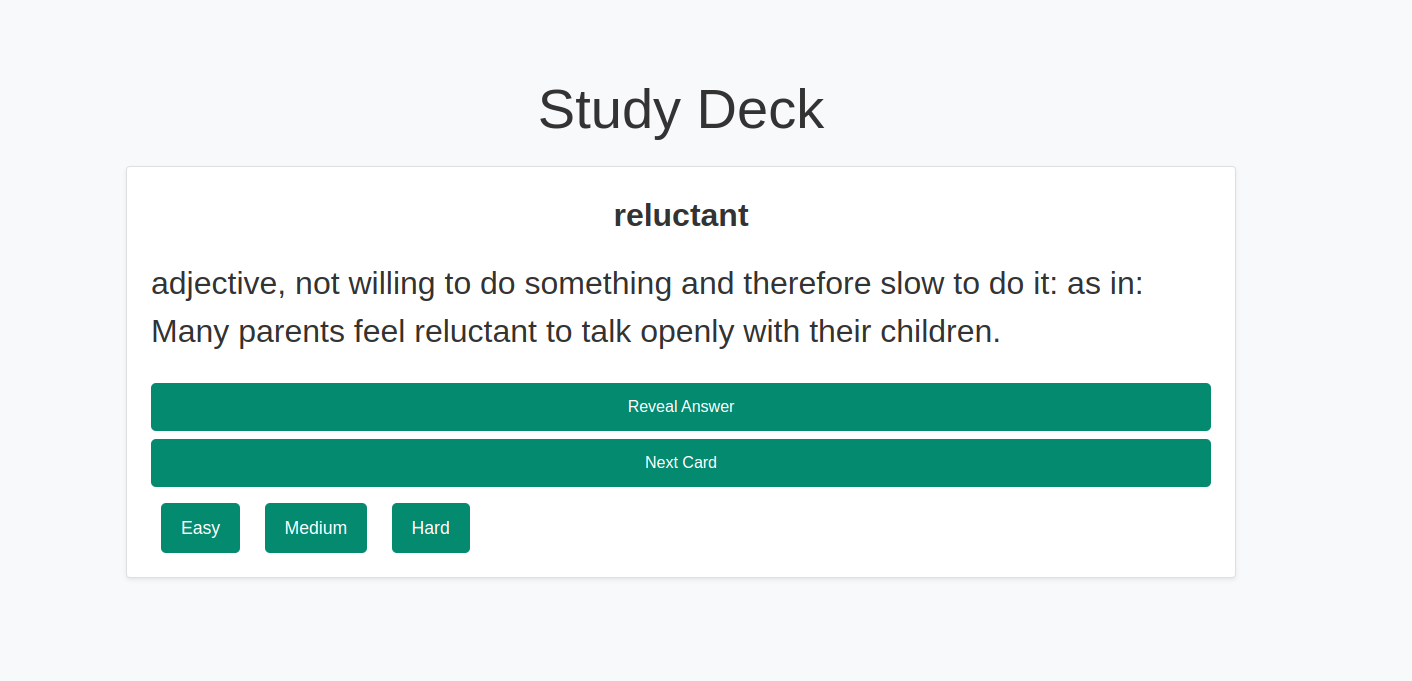 Study Deck
reluctant
adjective, not willing to do something and therefore slow to do it: as in:
Many parents feel reluctant to talk openly with their children.
Reveal Answer
Next Card
Easy Medium Hard